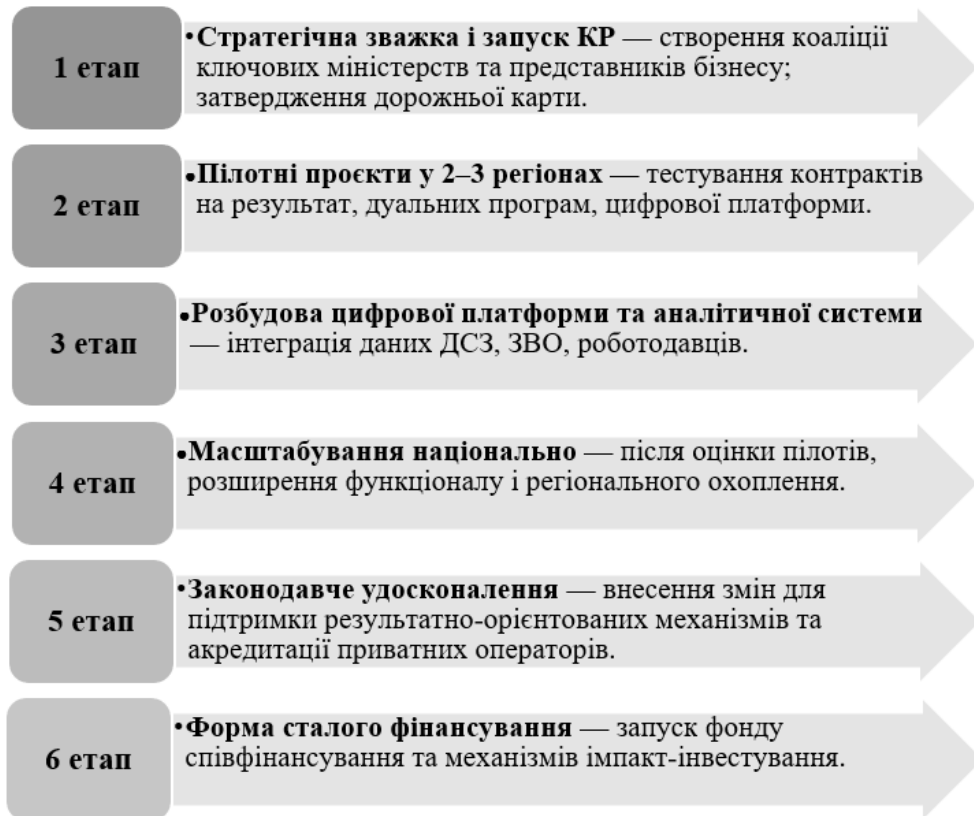 1 етап
•Стратегічна зважка і запуск КР — створення коаліції
ключових міністерств та представників бізнесу;
затвердження дорожньої карти.
2 етап
•Пілотні проєкти у 2–3 регіонах — тестування контрактів
на результат, дуальних програм, цифрової платформи.
3 етап
•Розбудова цифрової платформи та аналітичної системи
— інтеграція даних ДСЗ, ЗВО, роботодавців.
4 етап
•Масштабування національно — після оцінки пілотів,
розширення функціоналу і регіонального охоплення.
5 етап
•Законодавче удосконалення — внесення змін для
підтримки результатно-орієнтованих механізмів та
акредитації приватних операторів.
6 етап
•Форма сталого фінансування — запуск фонду
співфінансування та механізмів імпакт-інвестування.